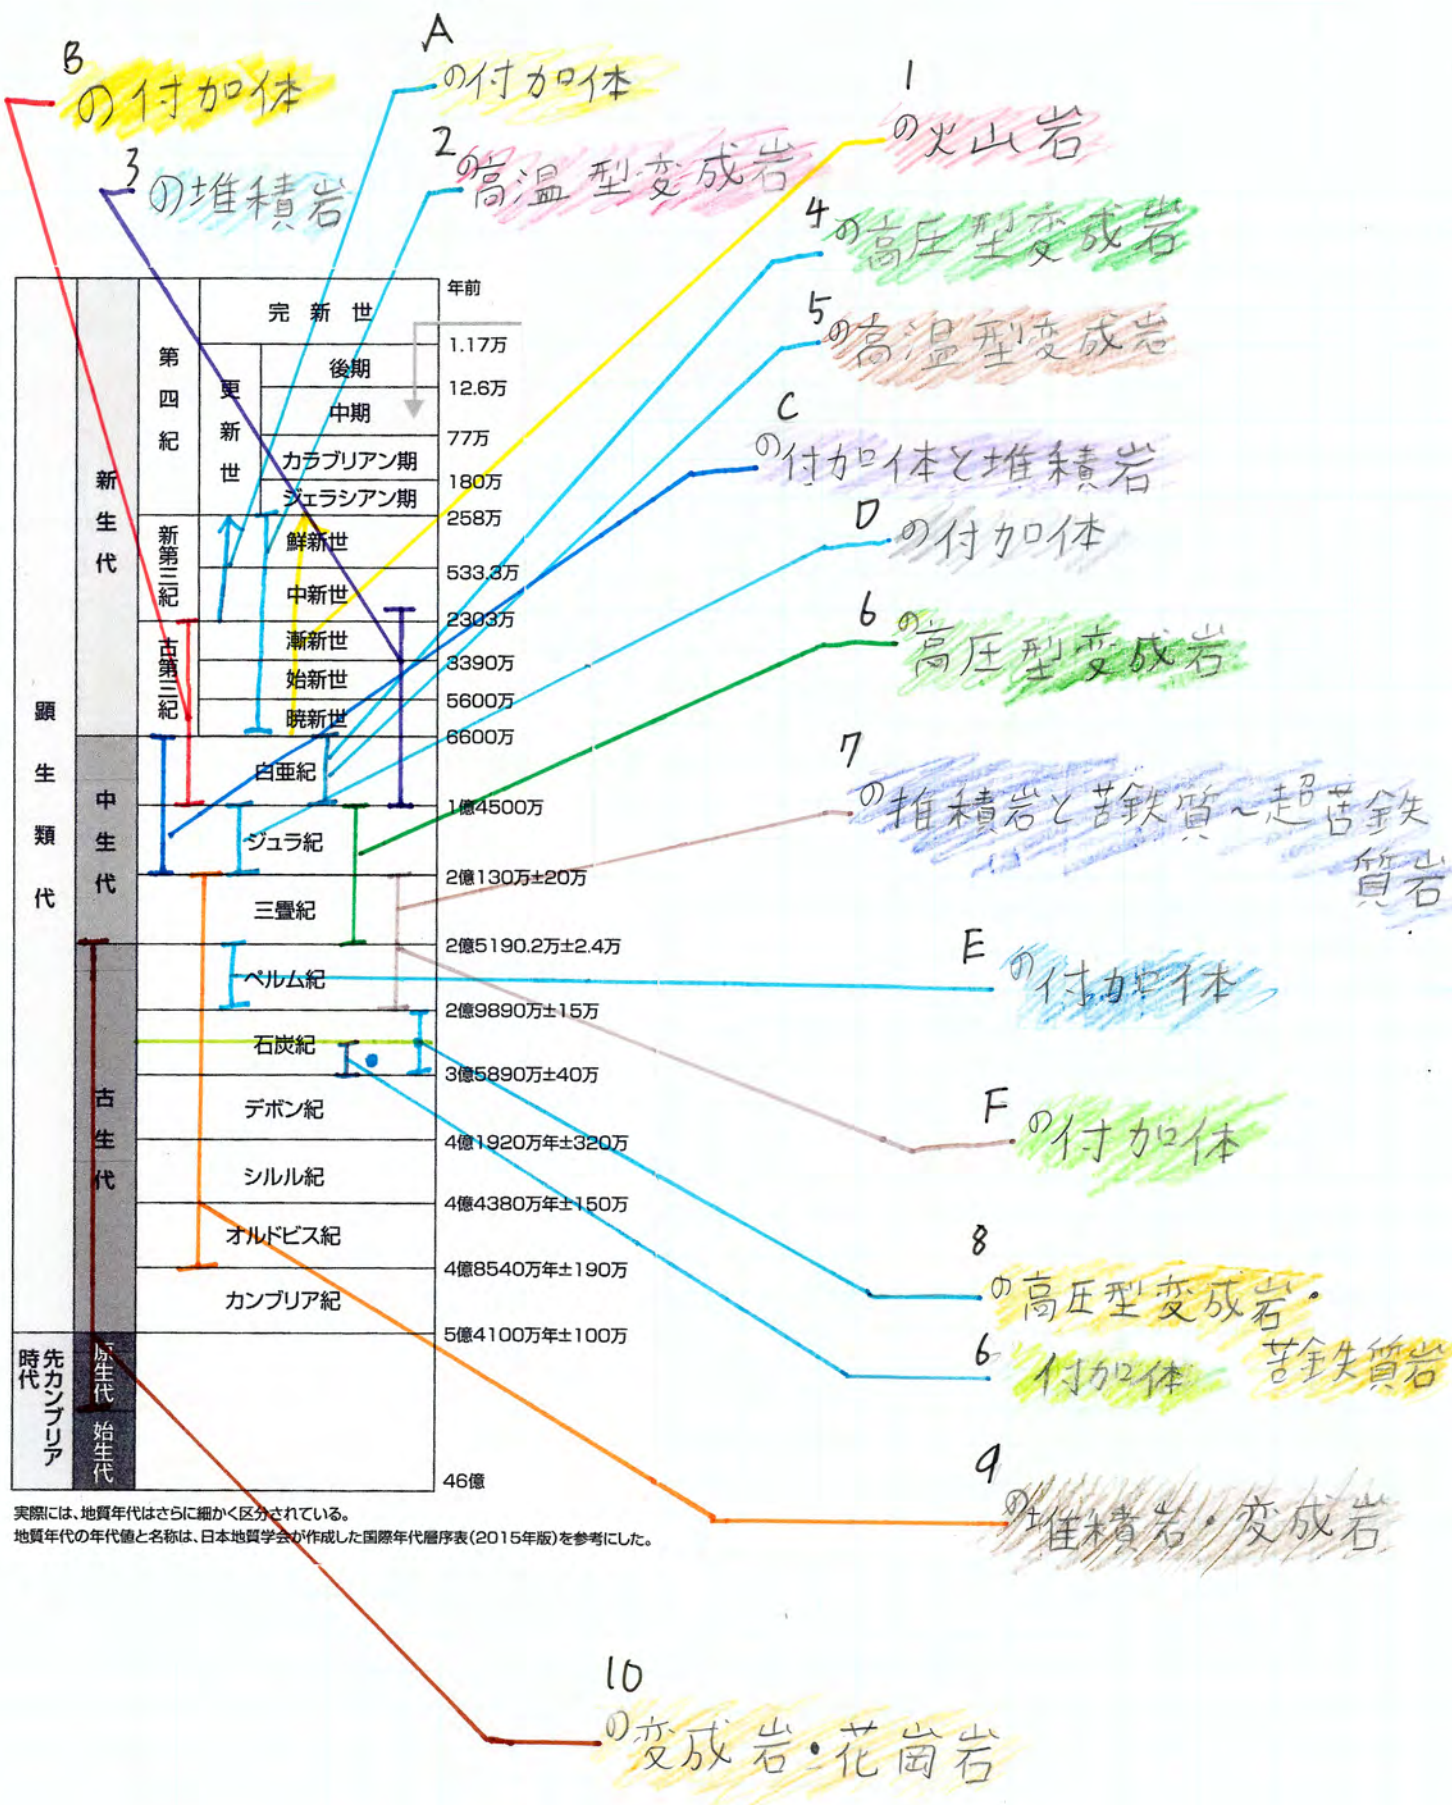 B
の付加体
A
の付加体
1
の火山岩
3
の堆積岩
2
の高温型変成岩
4
の高圧型変成岩
5
の高温型変成岩
C
の付加体と堆積岩
D
の付加体
6
の高圧型変成岩
7
の堆積岩と苦鉄質~超苦鉄
質岩
E
の付加体
F
の付加体
8
の高圧型変成岩・
苦鉄質岩
6
付加体
9
の堆積岩・変成岩
10
の変成岩・花崗岩
顕生類代
新生代
中生代
古生代
先カンブリア
時代
原生代
始生代
第四紀
新第三紀
古第三紀
完新世
更新世
後期
中期
カラブリアン期
ジェラシアン期
鮮新世
中新世
漸新世
始新世
暁新世
白亜紀
ジュラ紀
三畳紀
ペルム紀
石炭紀
デボン紀
シルル紀
オルドビス紀
カンブリア紀
年前
1.17万
12.6万
77万
180万
258万
533.3万
2303万
3390万
5600万
6600万
1億4500万
2億130万±20万
2億5190.2万±2.4万
2億9890万±15万
3億5890万±40万
4億1920万年±320万
4億4380万年±150万
4億8540万年±190万
5億4100万年±100万
46億
実際には、地質年代はさらに細かく区分されている。
地質年代の年代値と名称は、日本地質学会が作成した国際年代層序表(2015年版)を参考にした。